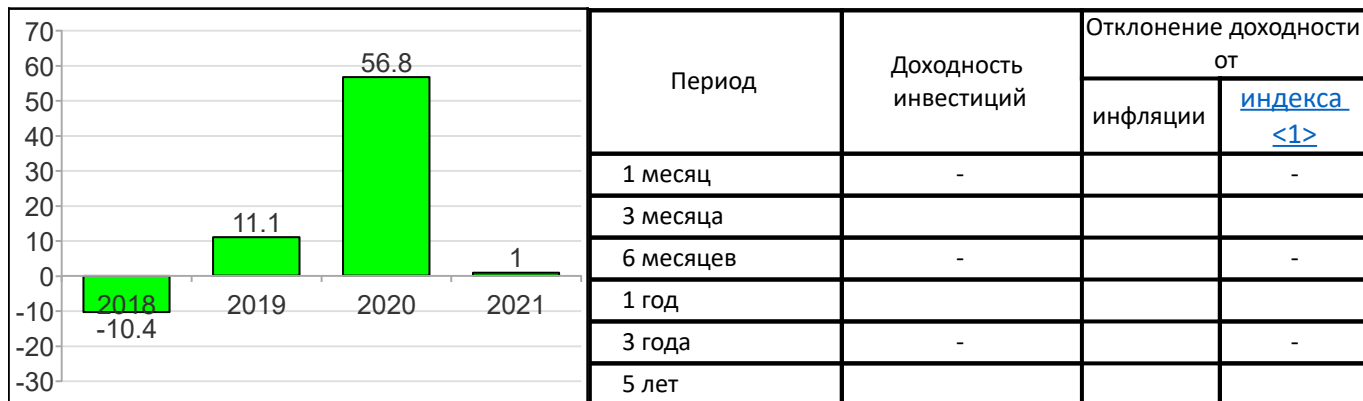 70
60
50
40
30
20
10
0
-10
-20
-30
56.8
11.1
1
2018 2019 2020 2021
-10.4
Период
Доходность
инвестиций
Отклонение доходности
от
инфляции
индекса
<1>
1 месяц - -
3 месяца
6 месяцев - -
1 год
3 года - -
5 лет